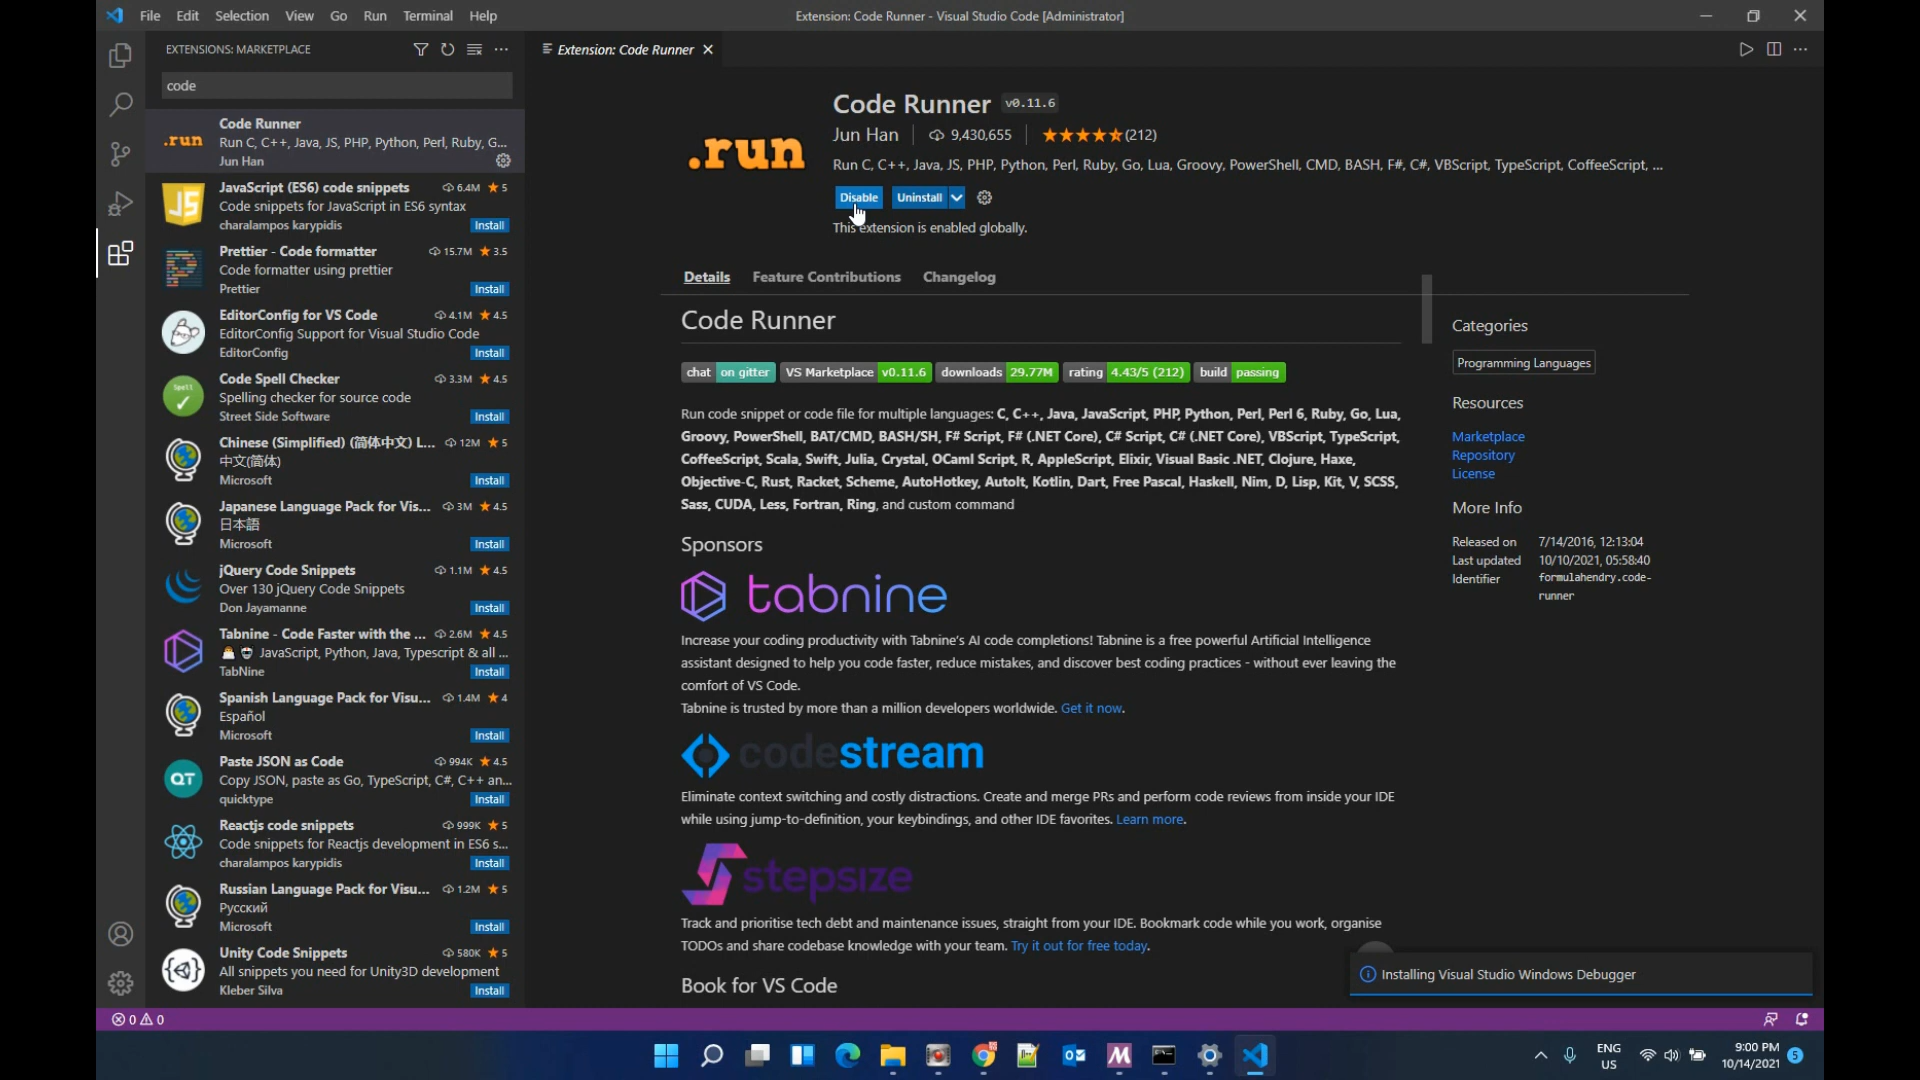 File Edit Selection View Go Run Terminal Help
Extension: Code Runner - Visual Studio Code [Administrator]
EXTENSIONS: MARKETPLACE
code
Code Runner
Run C, C++, Java, JS, PHP, Python, Perl, Ruby, G...
Jun Han
JavaScript (ES6) code snippets 6.4M 5
Code snippets for JavaScript in ES6 syntax
charalampos karypidis Install
Prettier - Code formatter 15.7M 3.5
Code formatter using prettier
Prettier Install
EditorConfig for VS Code 4.1M 4.5
EditorConfig Support for Visual Studio Code
EditorConfig Install
Code Spell Checker 3.3M 4.5
Spelling checker for source code
Street Side Software Install
Chinese (Simplified) (简体中文) L... 12M 5
中文(简体)
Microsoft Install
Japanese Language Pack for Vis... 3M 4.5
日本語
Microsoft Install
jQuery Code Snippets 1.1M 4.5
Over 130 jQuery Code Snippets
Don Jayamanne Install
Tabnine - Code Faster with the ... 2.6M 4.5
JavaScript, Python, Java, Typescript & all ...
TabNine Install
Spanish Language Pack for Visu... 1.4M 4
Español
Microsoft Install
Paste JSON as Code 994K 4.5
Copy JSON, paste as Go, TypeScript, C#, C++ an...
quicktype Install
Reactjs code snippets 999K 5
Code snippets for Reactjs development in ES6 s...
charalampos karypidis Install
Russian Language Pack for Visu... 1.2M 5
Русский
Microsoft Install
Unity Code Snippets 580K 5
All snippets you need for Unity3D development
Kleber Silva Install
Extension: Code Runner
.run
Code Runner v0.11.6
Jun Han 9,430,655 (212)
Run C, C++, Java, JS, PHP, Python, Perl, Ruby, Go, Lua, Groovy, PowerShell, CMD, BASH, F#, C#, VBScript, TypeScript, CoffeeScript, ...
Disable Uninstall
This extension is enabled globally.
Details Feature Contributions Changelog
Code Runner
chat on gitter VS Marketplace v0.11.6 downloads 29.77M rating 4.43/5 (212) build passing
Run code snippet or code file for multiple languages: C, C++, Java, JavaScript, PHP, Python, Perl, Perl 6, Ruby, Go, Lua,
Groovy, PowerShell, BAT/CMD, BASH/SH, F# Script, F# (.NET Core), C# Script, C# (.NET Core), VBScript, TypeScript,
CoffeeScript, Scala, Swift, Julia, Crystal, OCaml Script, R, AppleScript, Elixir, Visual Basic .NET, Clojure, Haxe,
Objective-C, Rust, Racket, Scheme, AutoHotkey, AutoIt, Kotlin, Dart, Free Pascal, Haskell, Nim, D, Lisp, Kit, V, SCSS,
Sass, CUDA, Less, Fortran, Ring, and custom command
Sponsors
tabnine
Increase your coding productivity with Tabnine's AI code completions! Tabnine is a free powerful Artificial Intelligence
assistant designed to help you code faster, reduce mistakes, and discover best coding practices - without ever leaving the
comfort of VS Code.
Tabnine is trusted by more than a million developers worldwide. Get it now.
codestream
Eliminate context switching and costly distractions. Create and merge PRs and perform code reviews from inside your IDE
while using jump-to-definition, your keybindings, and other IDE favorites. Learn more.
stepsize
Track and prioritise tech debt and maintenance issues, straight from your IDE. Bookmark code while you work, organise
TODOs and share codebase knowledge with your team. Try it out for free today.
Book for VS Code
Categories
Programming Languages
Resources
Marketplace
Repository
License
More Info
Released on 7/14/2016, 12:13:04
Last updated 10/10/2021, 05:58:40
Identifier formulahendry.code-
runner
Installing Visual Studio Windows Debugger
0 0
ENG
US
9:00 PM
10/14/2021
5